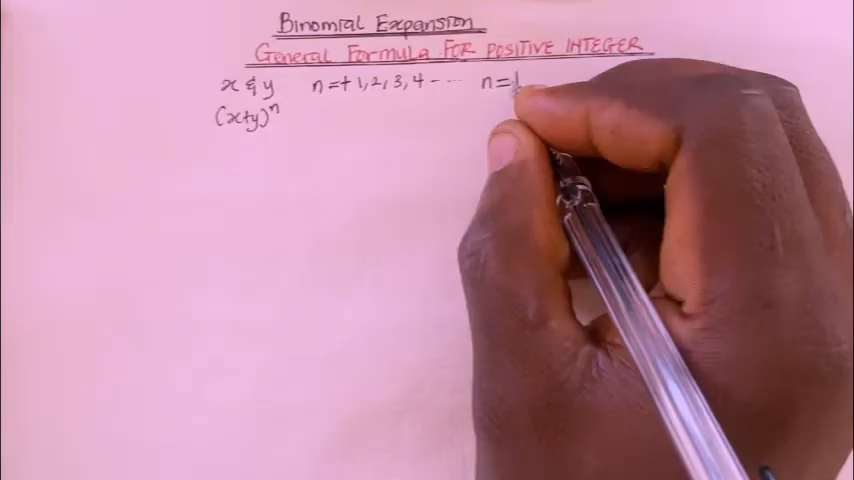 Binomial Expansion
General Formula FOR POSITIVE INTEGER
x & y n = + 1, 2, 3, 4 - --- n =
(x+y)^n